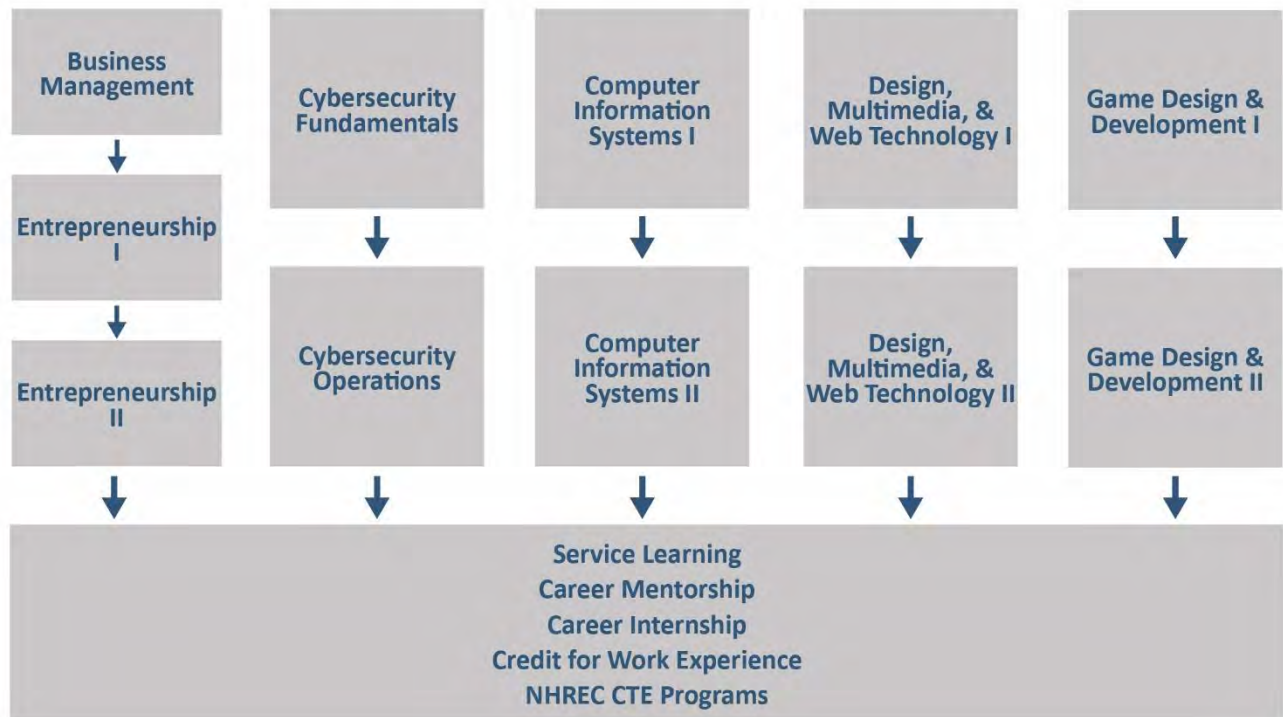 Business
Management
Entrepreneurship
I
Entrepreneurship
II
Cybersecurity
Fundamentals
Cybersecurity
Operations
Computer
Information
Systems I
Computer
Information
Systems II
Design,
Multimedia, &
Web Technology I
Design,
Multimedia, &
Web Technology II
Game Design &
Development I
Game Design &
Development II
Service Learning
Career Mentorship
Career Internship
Credit for Work Experience
NHREC CTE Programs